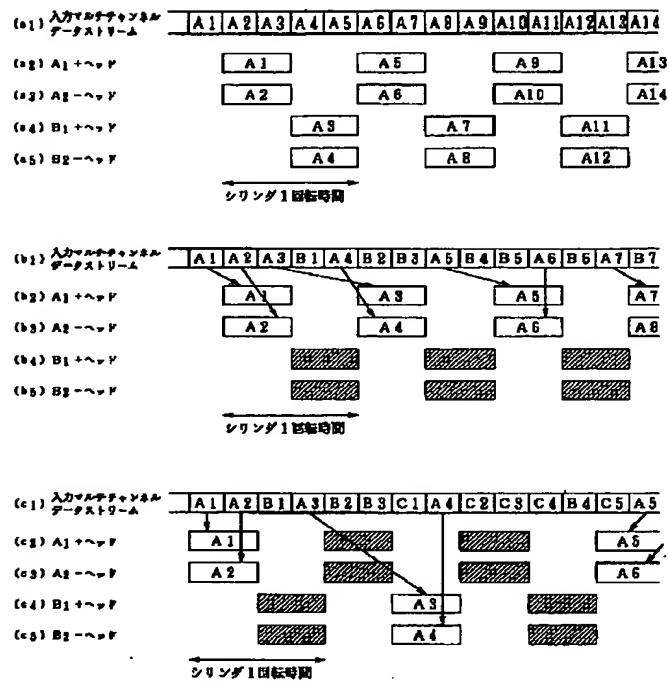 (a1) 入力マルチチャンネル データストリーム A1 A2 A3 A4 A5 A6 A7 A8 A9 A10 A11 A12 A13 A14
(a2) A1+ヘッド A1 A5 A9 A13
(a3) A2-ヘッド A2 A6 A10 A14
(a4) B1+ヘッド A3 A7 A11
(a5) B2-ヘッド A4 A8 A12
シリンダ1回転時間
(b1) 入力マルチチャンネル データストリーム A1 A2 A3 B1 A4 B2 B3 A5 B4 B5 A6 B6 A7 B7
(b2) A1+ヘッド A1 A3 A5 A7
(b3) A2-ヘッド A2 A4 A6 A8
(b4) B1+ヘッド
(b5) B2-ヘッド
シリンダ1回転時間
(c1) 入力マルチチャンネル データストリーム A1 A2 B1 A3 B2 B3 C1 A4 C2 C3 C4 B4 C5 A5
(c2) A1+ヘッド A1 A5
(c3) A2-ヘッド A2 A6
(c4) B1+ヘッド A3
(c5) B2-ヘッド A4
シリンダ1回転時間